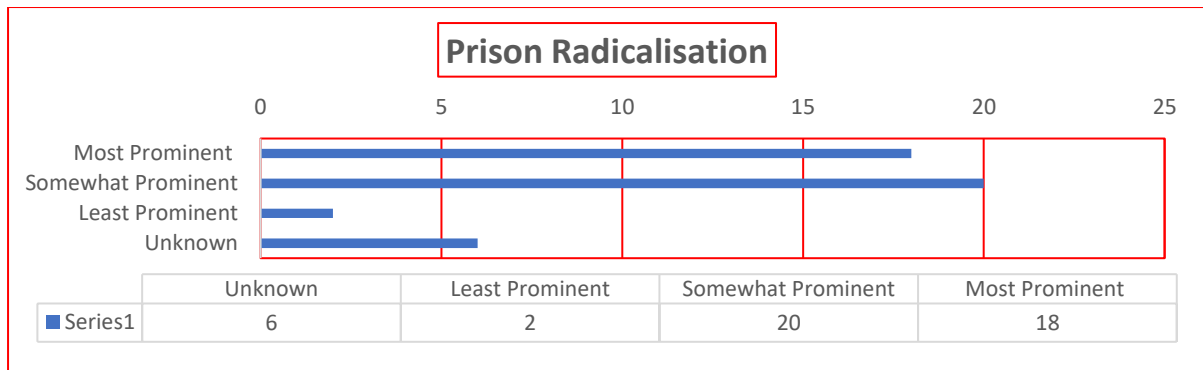 Prison Radicalisation
0 5 10 15 20 25
Most Prominent
Somewhat Prominent
Least Prominent
Unknown
Unknown Least Prominent Somewhat Prominent Most Prominent
Series1 6 2 20 18